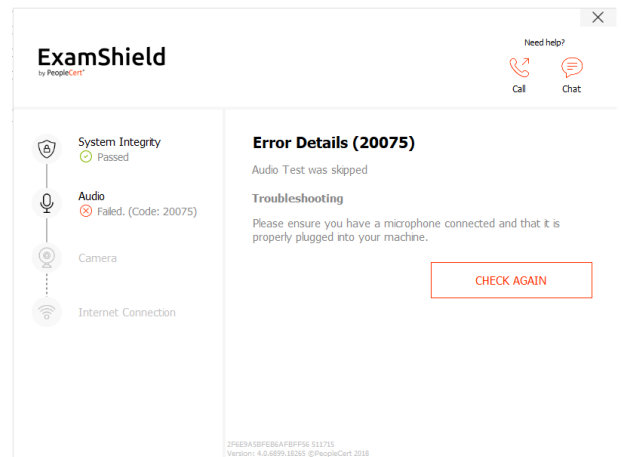 Need help?
ExamShield
by PeopleCert
Call
Chat
System Integrity
Passed
Audio
Failed. (Code: 20075)
Camera
Internet Connection
Error Details (20075)
Audio Test was skipped
Troubleshooting
Please ensure you have a microphone connected and that it is
properly plugged into your machine.
CHECK AGAIN
2F6E9A5BFEB6AFBFF56 511715
Version: 4.0.6899.18265 @PeopleCert 2018